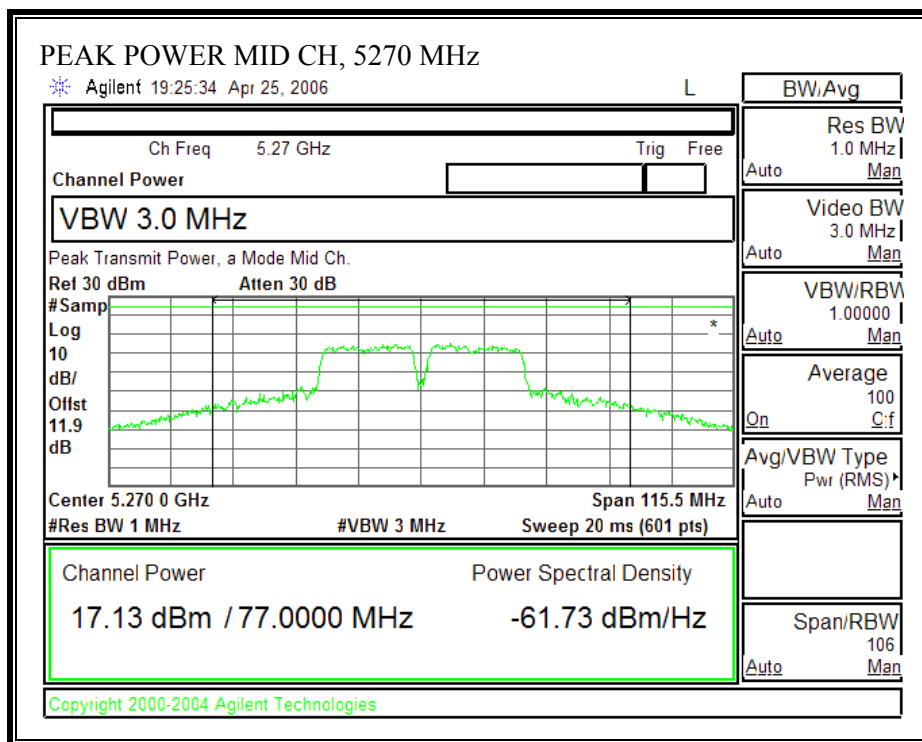 PEAK POWER MID CH, 5270 MHz
Agilent 19:25:34 Apr 25, 2006 L
Ch Freq 5.27 GHz Trig Free
Channel Power
VBW 3.0 MHz
Peak Transmit Power, a Mode Mid Ch.
Ref 30 dBm Atten 30 dB
#Samp
Log
10
dB/
Offst
11.9
dB
*
Center 5.270 0 GHz Span 115.5 MHz
#Res BW 1 MHz #VBW 3 MHz Sweep 20 ms (601 pts)
Channel Power Power Spectral Density
17.13 dBm / 77.0000 MHz -61.73 dBm/Hz
Copyright 2000-2004 Agilent Technologies
BW/Avg
Res BW
1.0 MHz
Auto Man
Video BW
3.0 MHz
Auto Man
VBW/RBW
1.00000
Auto Man
Average
100
On
Avg/VBW Type
Pwr (RMS)
Auto Man
Span/RBW
106
Auto Man